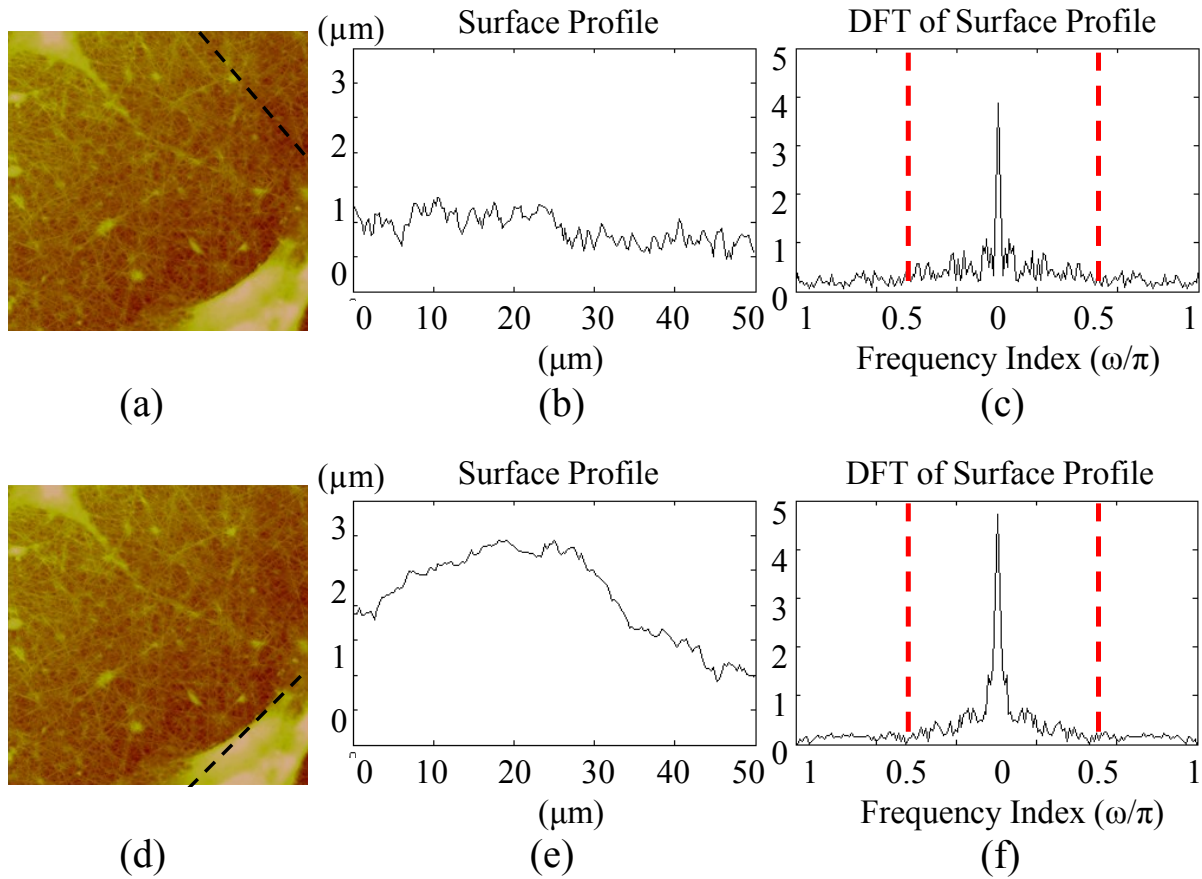 (μm)
Surface Profile
3
2
1
0
0 10 20 30 40 50
(μm)
DFT of Surface Profile
5
4
3
2
1
0
1 0.5 0 0.5 1
Frequency Index (ω/π)
(a)
(b)
(c)
(μm)
Surface Profile
3
2
1
0
0 10 20 30 40 50
(μm)
DFT of Surface Profile
5
4
3
2
1
0
1 0.5 0 0.5 1
Frequency Index (ω/π)
(d)
(e)
(f)